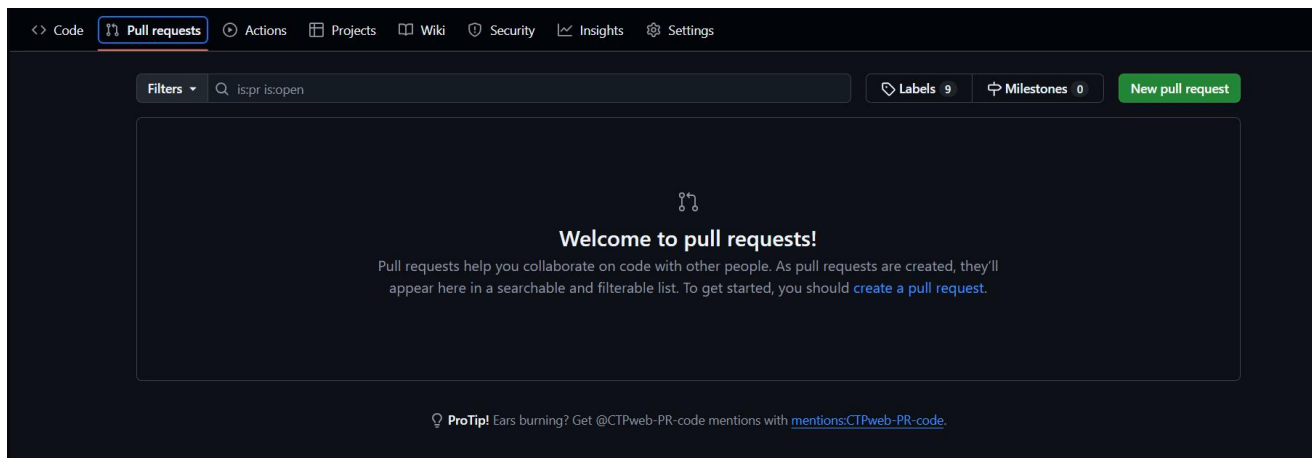 <> Code Pull requests Actions Projects Wiki Security Insights Settings
Filters is:pr is:open Labels 9 Milestones 0 New pull request
Welcome to pull requests!
Pull requests help you collaborate on code with other people. As pull requests are created, they'll
appear here in a searchable and filterable list. To get started, you should create a pull request.
ProTip! Ears burning? Get @CTPweb-PR-code mentions with mentions:CTPweb-PR-code.